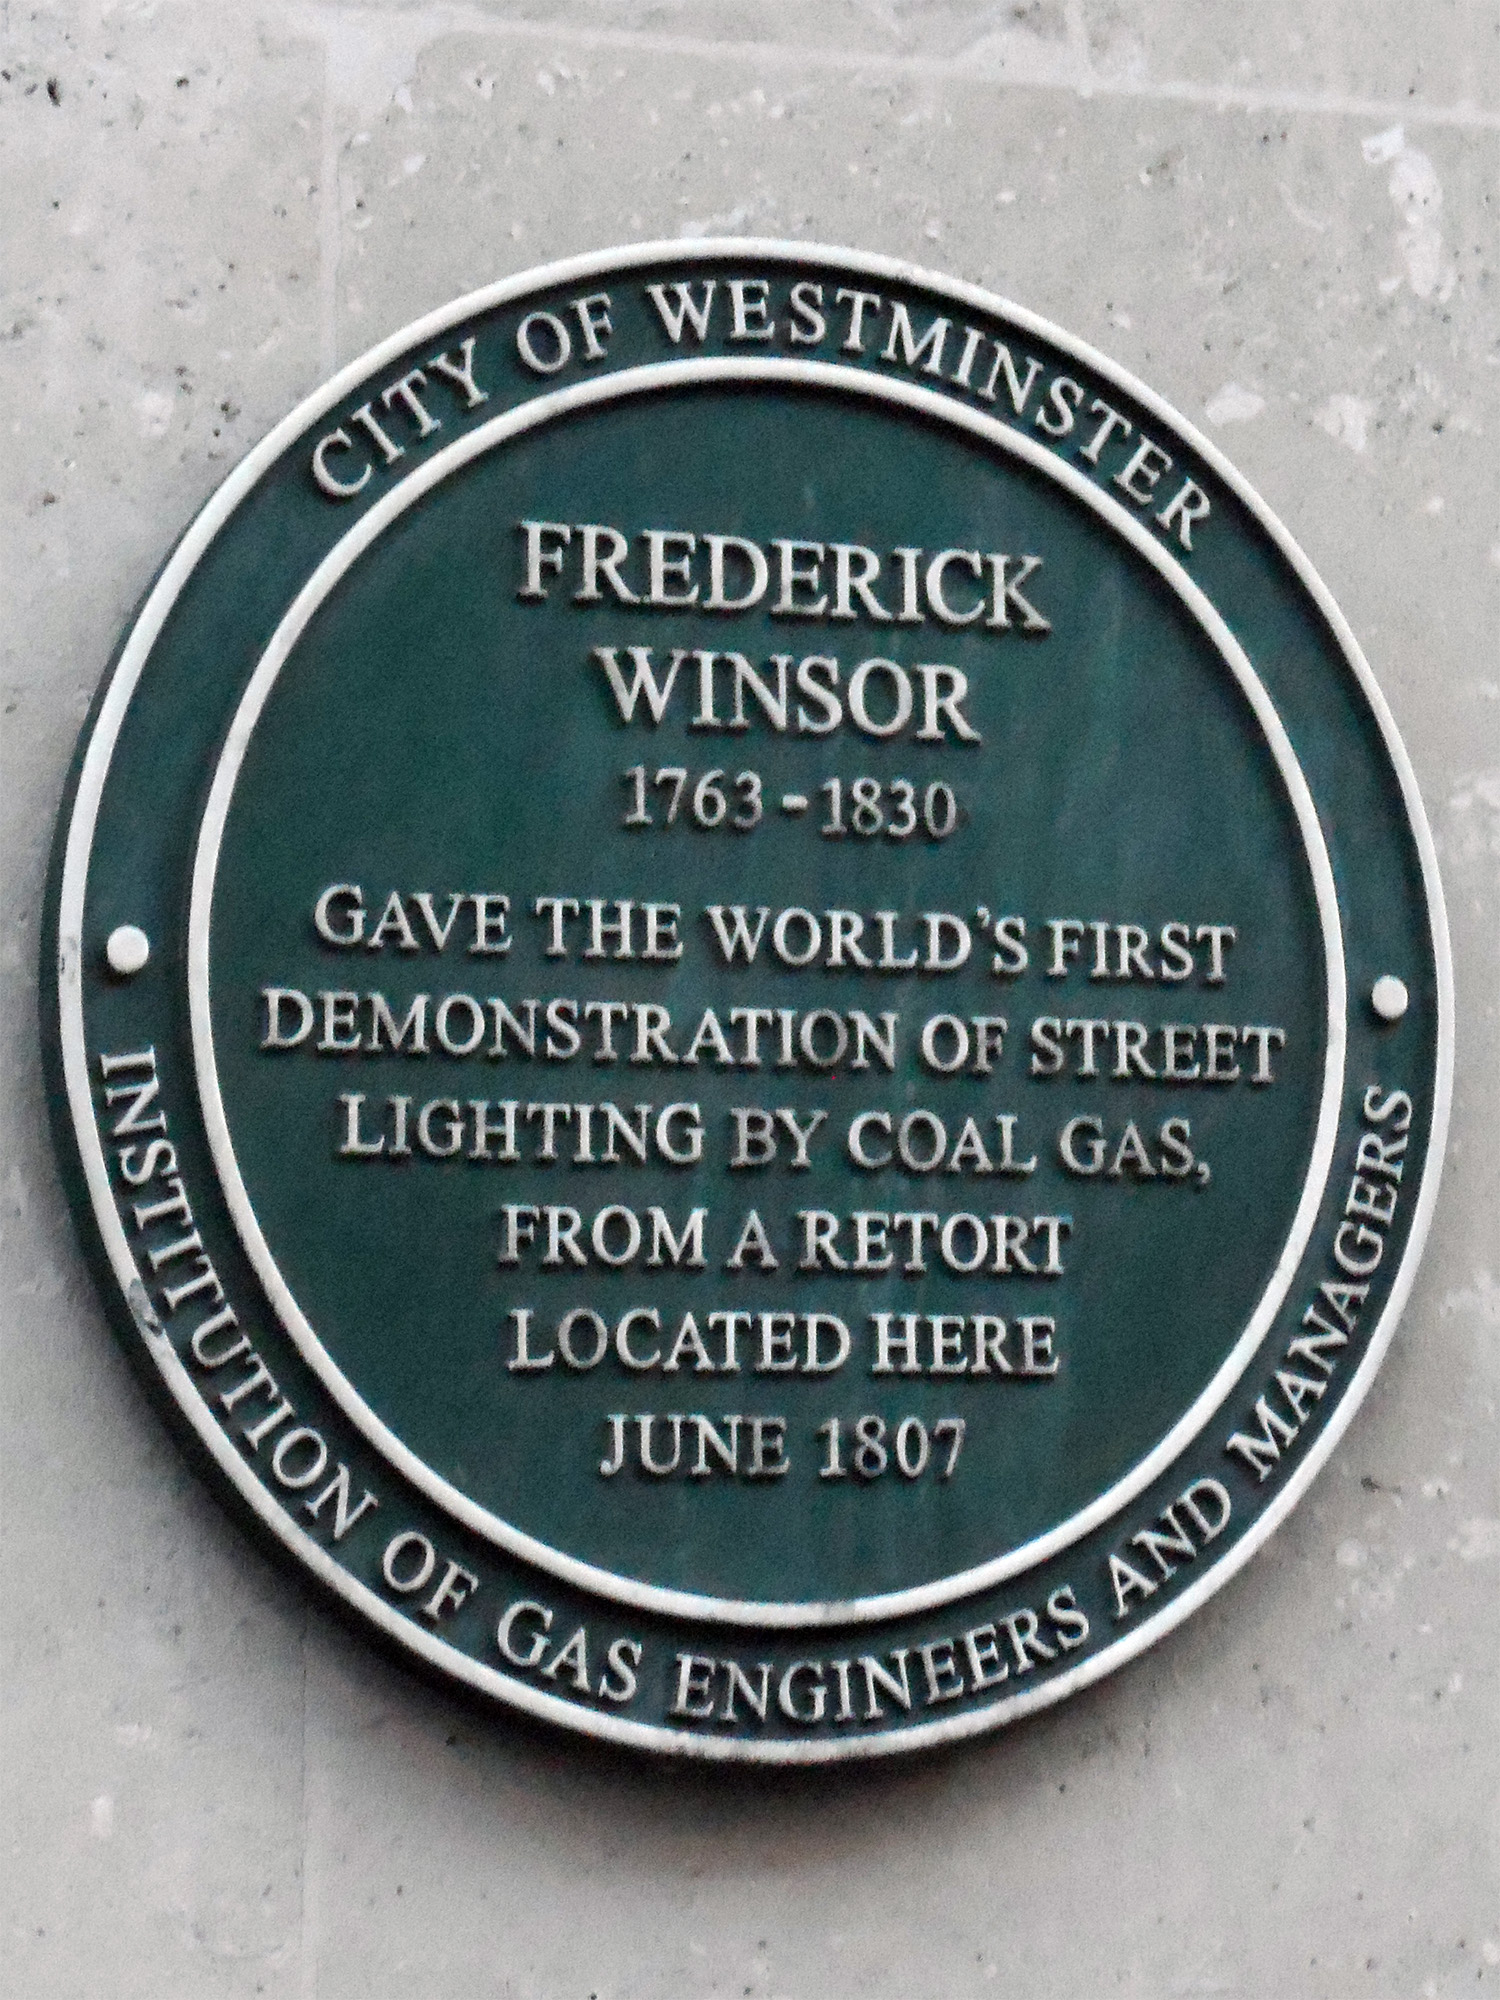 CITY OF WESTMINSTER
FREDERICK
WINSOR
1763 - 1830
GAVE THE WORLD'S FIRST
DEMONSTRATION OF STREET
LIGHTING BY COAL GAS,
FROM A RETORT
LOCATED HERE
JUNE 1807
INSTITUTION OF GAS ENGINEERS AND MANAGERS